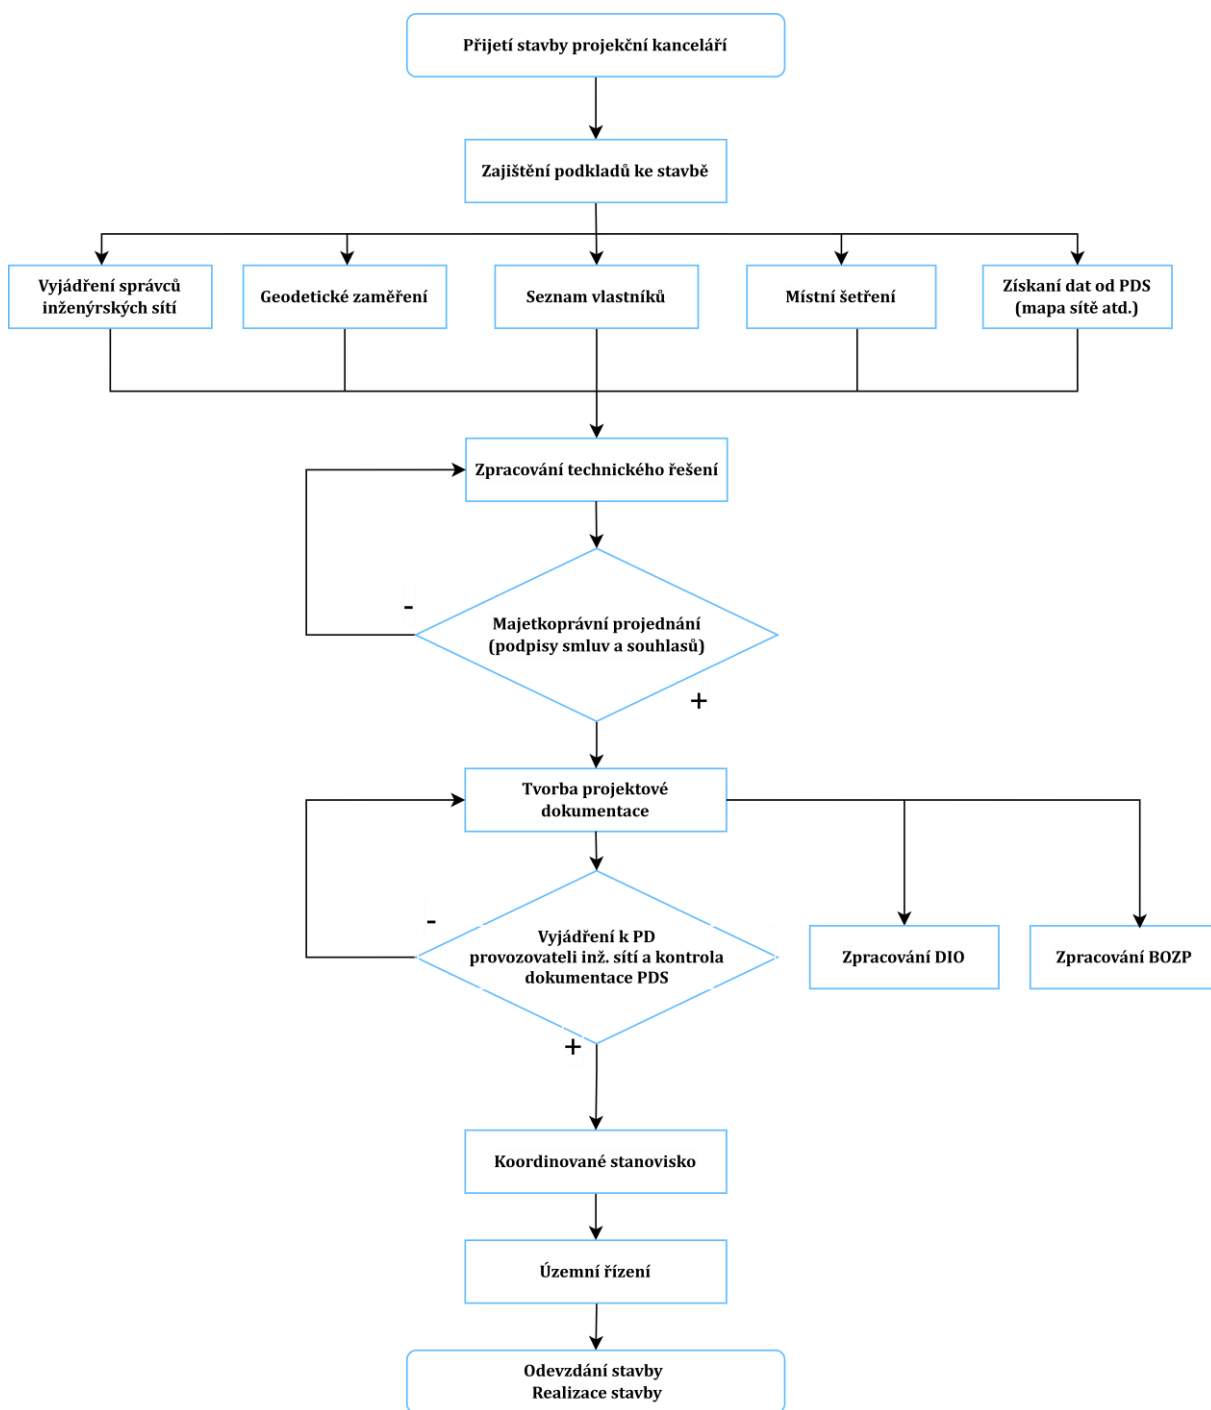 Přijetí stavby projekční kanceláří
Zajištění podkladů ke stavbě
Vyjádření správců
inženýrských sítí
Geodetické zaměření
Seznam vlastníků
Místní šetření
Získaní dat od PDS
(mapa sítě atd.)
Zpracování technického řešení
-
Majetkoprávní projednání
(podpisy smluv a souhlasů)
+
Tvorba projektové
dokumentace
-
Vyjádření k PD
provozovateli inž. sítí a kontrola
dokumentace PDS
Zpracování DIO
Zpracování BOZP
+
Koordinované stanovisko
Územní řízení
Odevzdání stavby
Realizace stavby